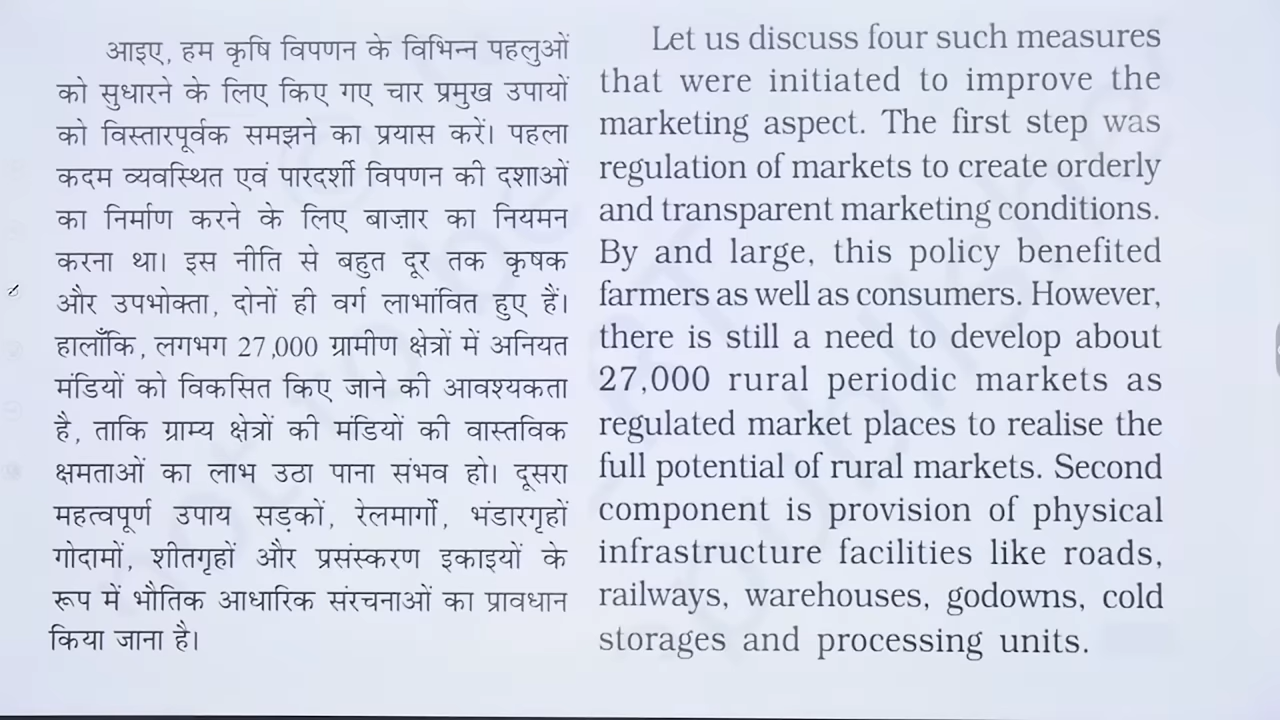 आइए, हम कृषि विपणन के विभिन्न पहलुओं
को सुधारने के लिए किए गए चार प्रमुख उपायों
को विस्तारपूर्वक समझने का प्रयास करें। पहला
कदम व्यवस्थित एवं पारदर्शी विपणन की दशाओं
का निर्माण करने के लिए बाज़ार का नियमन
करना था। इस नीति से बहुत दूर तक कृषक
और उपभोक्ता, दोनों ही वर्ग लाभांवित हुए हैं।
हालाँकि, लगभग 27,000 ग्रामीण क्षेत्रों में अनियत
मंडियों को विकसित किए जाने की आवश्यकता
है, ताकि ग्राम्य क्षेत्रों की मंडियों की वास्तविक
क्षमताओं का लाभ उठा पाना संभव हो। दूसरा
महत्वपूर्ण उपाय सड़कों, रेलमार्गों, भंडारगृहों
गोदामों, शीतगृहों और प्रसंस्करण इकाइयों के
रूप में भौतिक आधारिक संरचनाओं का प्रावधान
किया जाना है।
Let us discuss four such measures
that were initiated to improve the
marketing aspect. The first step was
regulation of markets to create orderly
and transparent marketing conditions.
By and large, this policy benefited
farmers as well as consumers. However,
there is still a need to develop about
27,000 rural periodic markets as
regulated market places to realise the
full potential of rural markets. Second
component is provision of physical
infrastructure facilities like roads,
railways, warehouses, godowns, cold
storages and processing units.